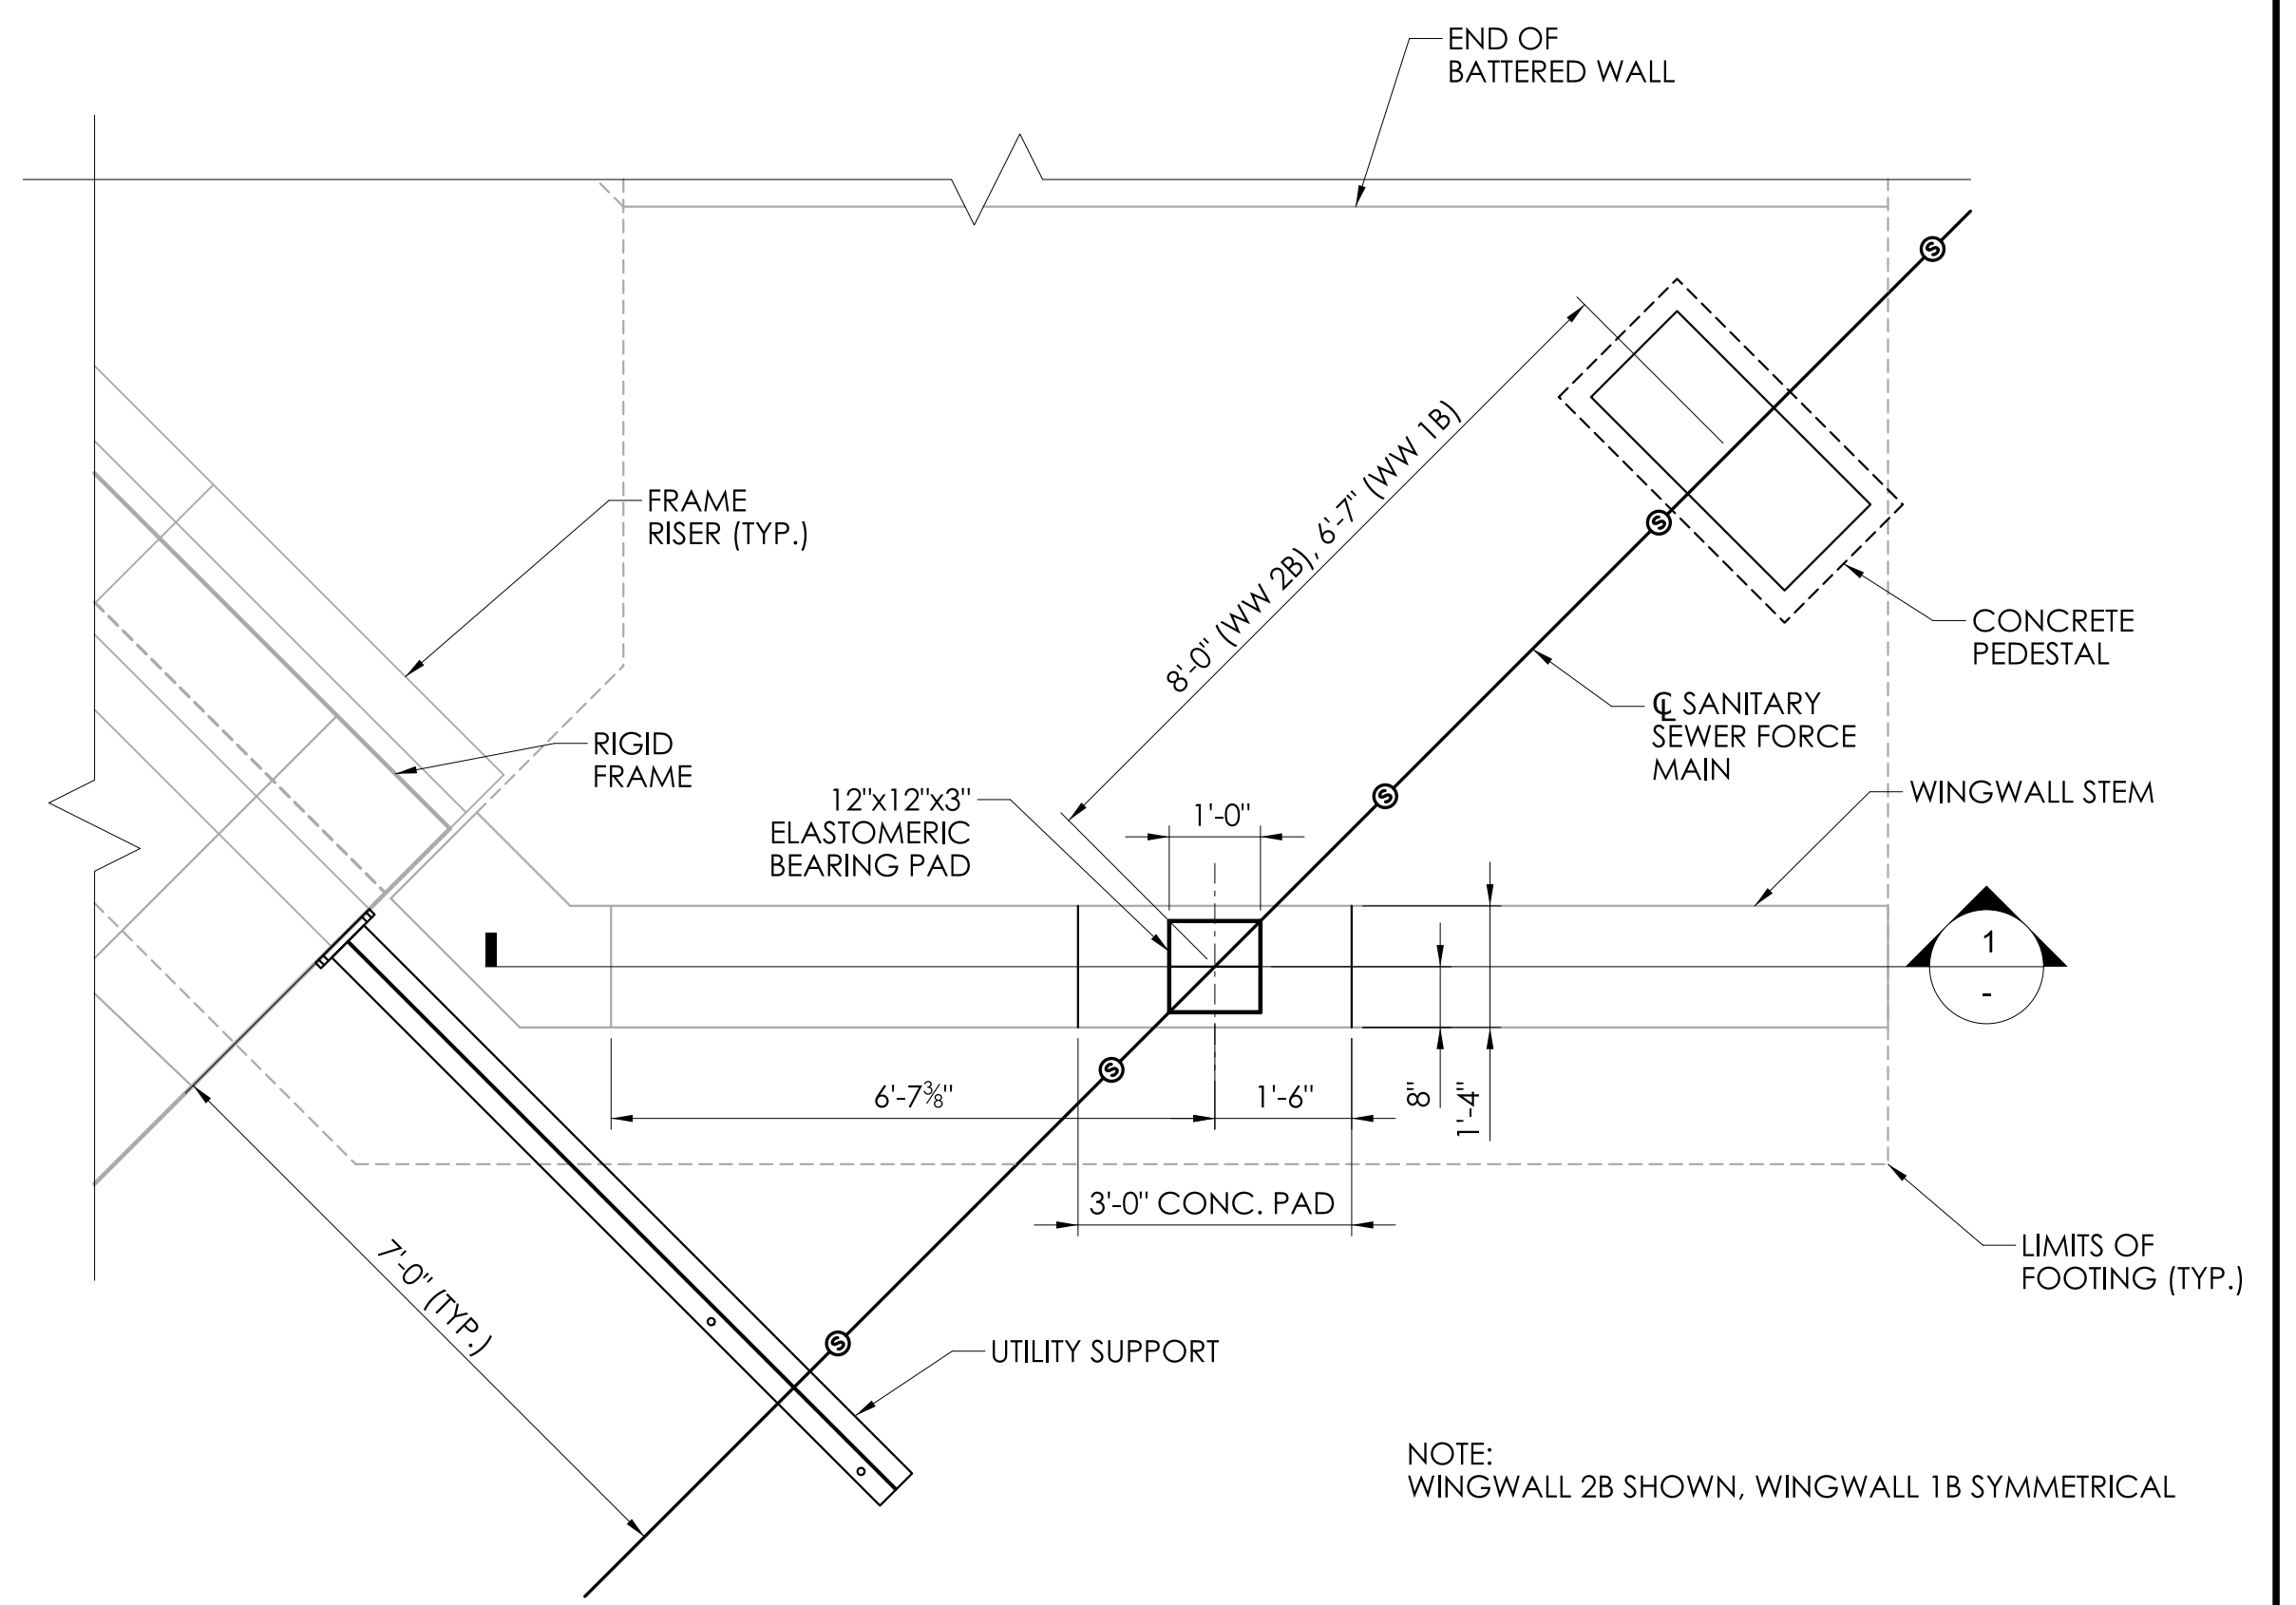 END OF
BATTERED WALL
S
FRAME
RISER (TYP.)
8'-0" (WW 2B), 6'-7" (WW 1B)
S
CONCRETE
PEDESTAL
℄ SANITARY
SEWER FORCE
MAIN
RIGID
FRAME
12"x12"x3"
ELASTOMERIC
BEARING PAD
1'-0"
S
WINGWALL STEM
1
-
S
6'-7⅜"
1'-6"
8"
1'-4"
3'-0" CONC. PAD
LIMITS OF
FOOTING (TYP.)
7'-0" (TYP.)
S
UTILITY SUPPORT
NOTE:
WINGWALL 2B SHOWN, WINGWALL 1B SYMMETRICAL